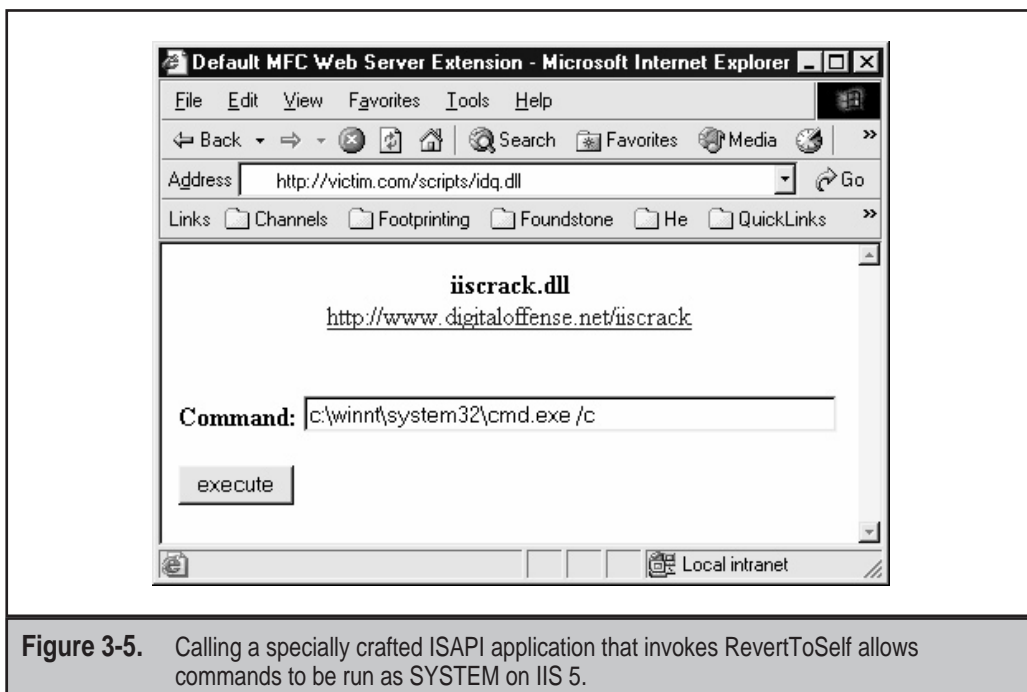 Default MFC Web Server Extension - Microsoft Internet Explorer
File Edit View Favorites Tools Help
Back Search Favorites Media »
Address http://victim.com/scripts/idq.dll Go
Links Channels Footprinting Foundstone He QuickLinks »
iiscrack.dll
http://www.digitaloffense.net/iiscrack
Command: c:\winnt\system32\cmd.exe /c
execute
Local intranet
Figure 3-5. Calling a specially crafted ISAPI application that invokes RevertToSelf allows
commands to be run as SYSTEM on IIS 5.